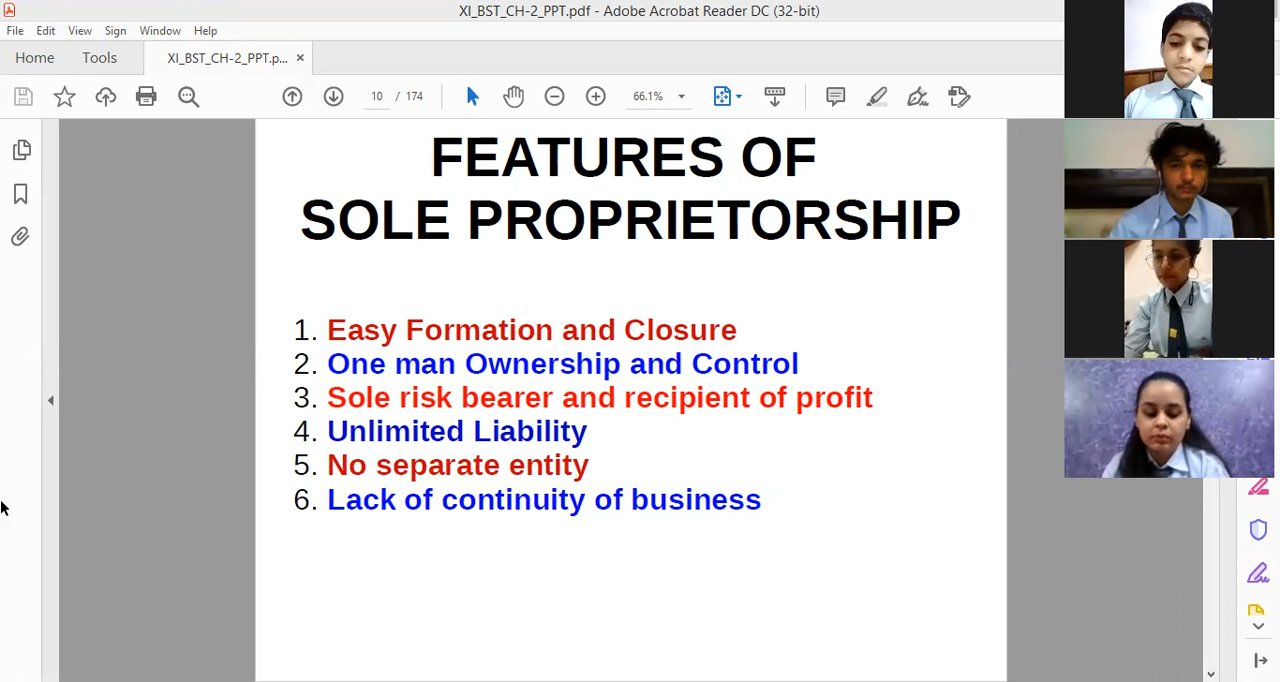 XI_BST_CH-2_PPT.pdf - Adobe Acrobat Reader DC (32-bit)
File Edit View Sign Window Help
Home Tools XI_BST_CH-2_PPT.p... ×
10 / 174 66.1%
FEATURES OF
SOLE PROPRIETORSHIP
1. Easy Formation and Closure
2. One man Ownership and Control
3. Sole risk bearer and recipient of profit
4. Unlimited Liability
5. No separate entity
6. Lack of continuity of business